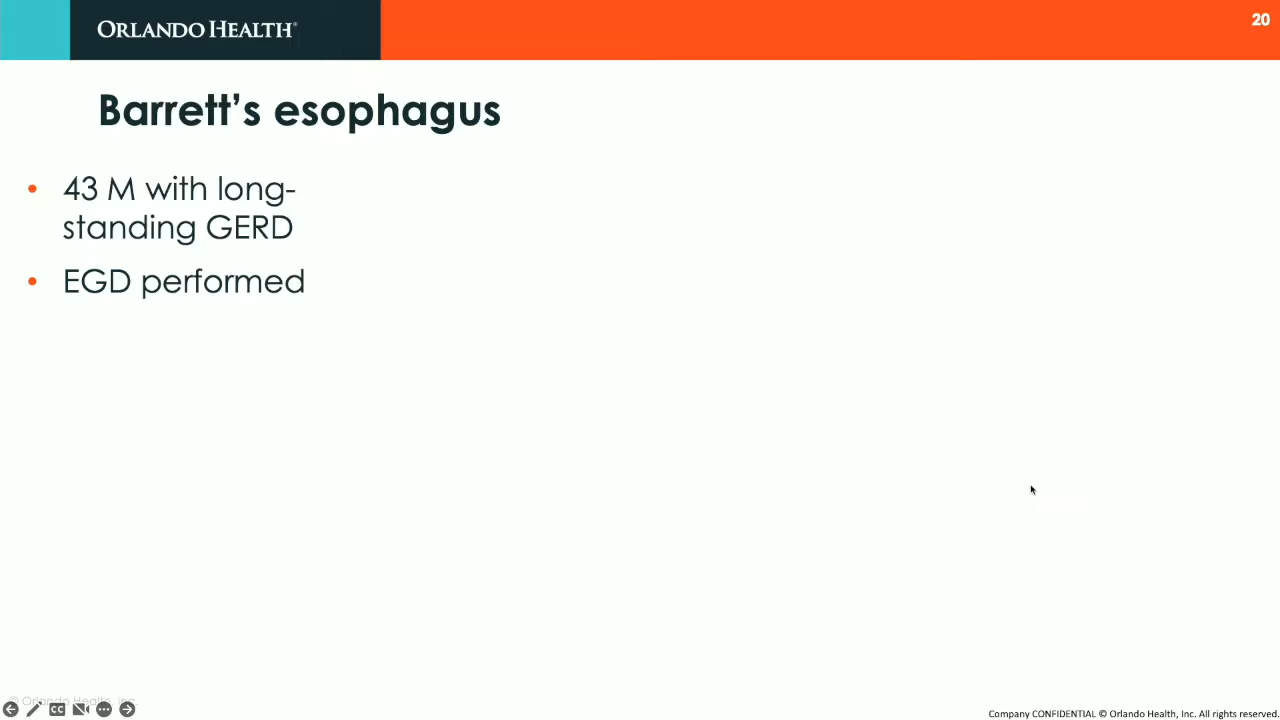 ORLANDO HEALTH®
20
Barrett’s esophagus
• 43 M with long-
standing GERD
• EGD performed
© Orlando Health, Inc.
CC
Company CONFIDENTIAL © Orlando Health, Inc. All rights reserved.